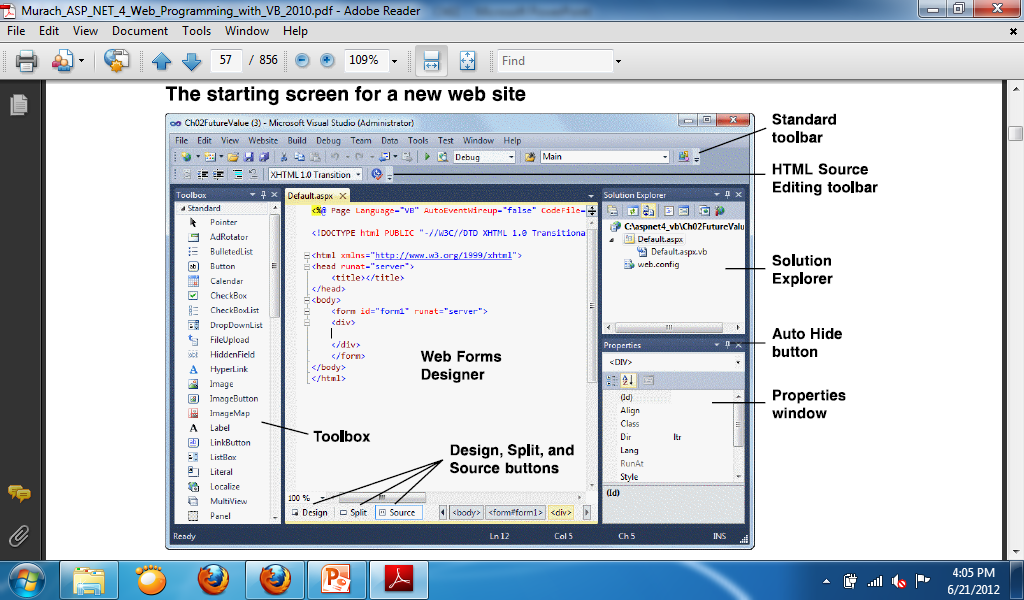 Murach_ASP_NET_4_Web_Programming_with_VB_2010.pdf - Adobe Reader
File Edit View Document Tools Window Help
57 / 856 109% Find
The starting screen for a new web site
Ch02FutureValue (3) - Microsoft Visual Studio (Administrator)
File Edit View Website Build Debug Team Data Tools Test Window Help
Debug Main
XHTML 1.0 Transition
Standard
toolbar
HTML Source
Editing toolbar
Toolbox
Standard
Pointer
AdRotator
BulletedList
Button
Calendar
CheckBox
CheckBoxList
DropDownList
FileUpload
HiddenField
HyperLink
Image
ImageButton
ImageMap
Label
LinkButton
ListBox
Literal
Localize
MultiView
Panel
Default.aspx
<%@ Page Language="VB" AutoEventWireup="false" CodeFile=
<!DOCTYPE html PUBLIC "-//W3C//DTD XHTML 1.0 Transitiona
<html xmlns="http://www.w3.org/1999/xhtml">
<head runat="server">
<title></title>
</head>
<body>
<form id="form1" runat="server">
<div>
</div>
</form>
</body>
</html>
Web Forms
Designer
Toolbox
Design, Split, and
Source buttons
100 %
Design Split Source <body> <form#form1> <div>
Solution Explorer
C:\aspnet4_vb\Ch02FutureValu
Default.aspx
Default.aspx.vb
web.config
Solution
Explorer
Auto Hide
button
Properties
<DIV>
(Id)
Align
Class
Dir ltr
Lang
RunAt
Style
(Id)
Properties
window
Ready Ln 12 Col 5 Ch 5 INS
4:05 PM
6/21/2012